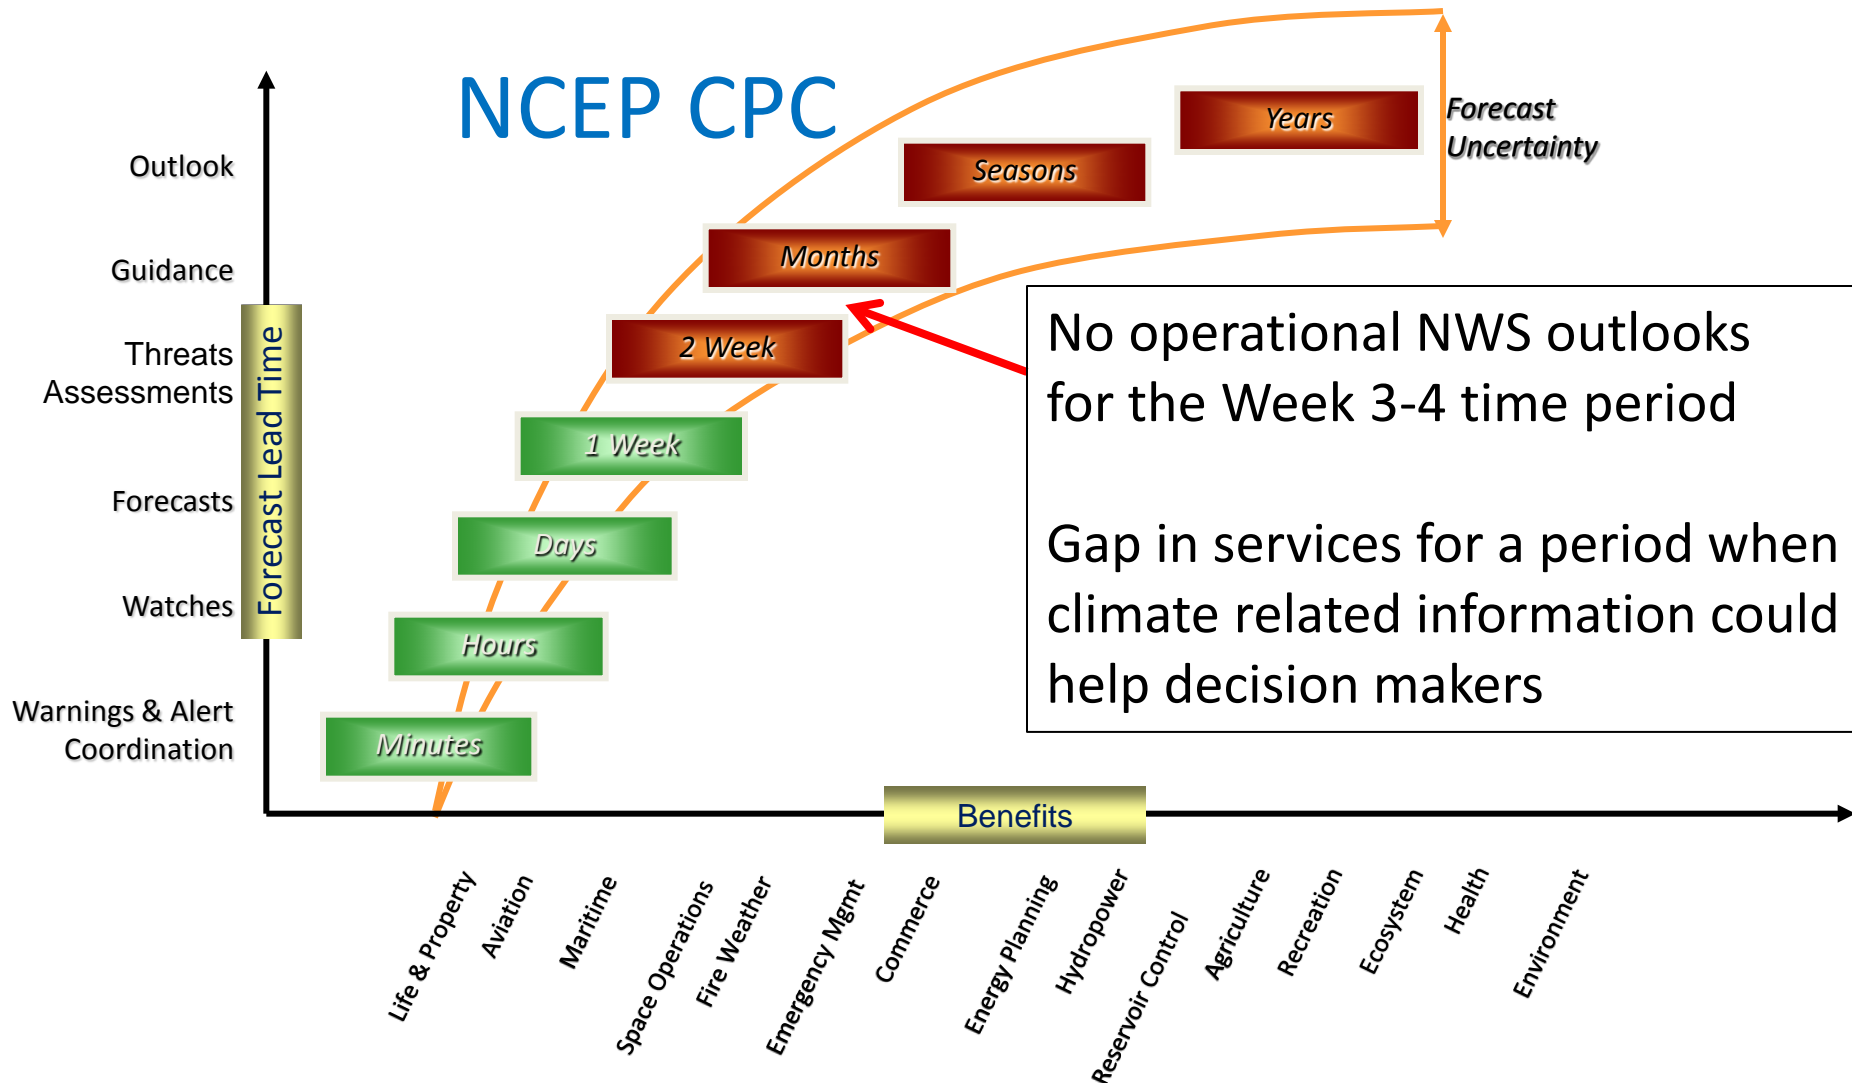 NCEP CPC
Outlook
Guidance
Threats
Assessments
Forecasts
Watches
Warnings & Alert
Coordination
Forecast Lead Time
Years
Seasons
Months
2 Week
1 Week
Days
Hours
Minutes
Forecast
Uncertainty
No operational NWS outlooks
for the Week 3-4 time period
Gap in services for a period when
climate related information could
help decision makers
Benefits
Life & Property
Aviation
Maritime
Space Operations
Fire Weather
Emergency Mgmt
Commerce
Energy Planning
Hydropower
Reservoir Control
Agriculture
Recreation
Ecosystem
Health
Environment